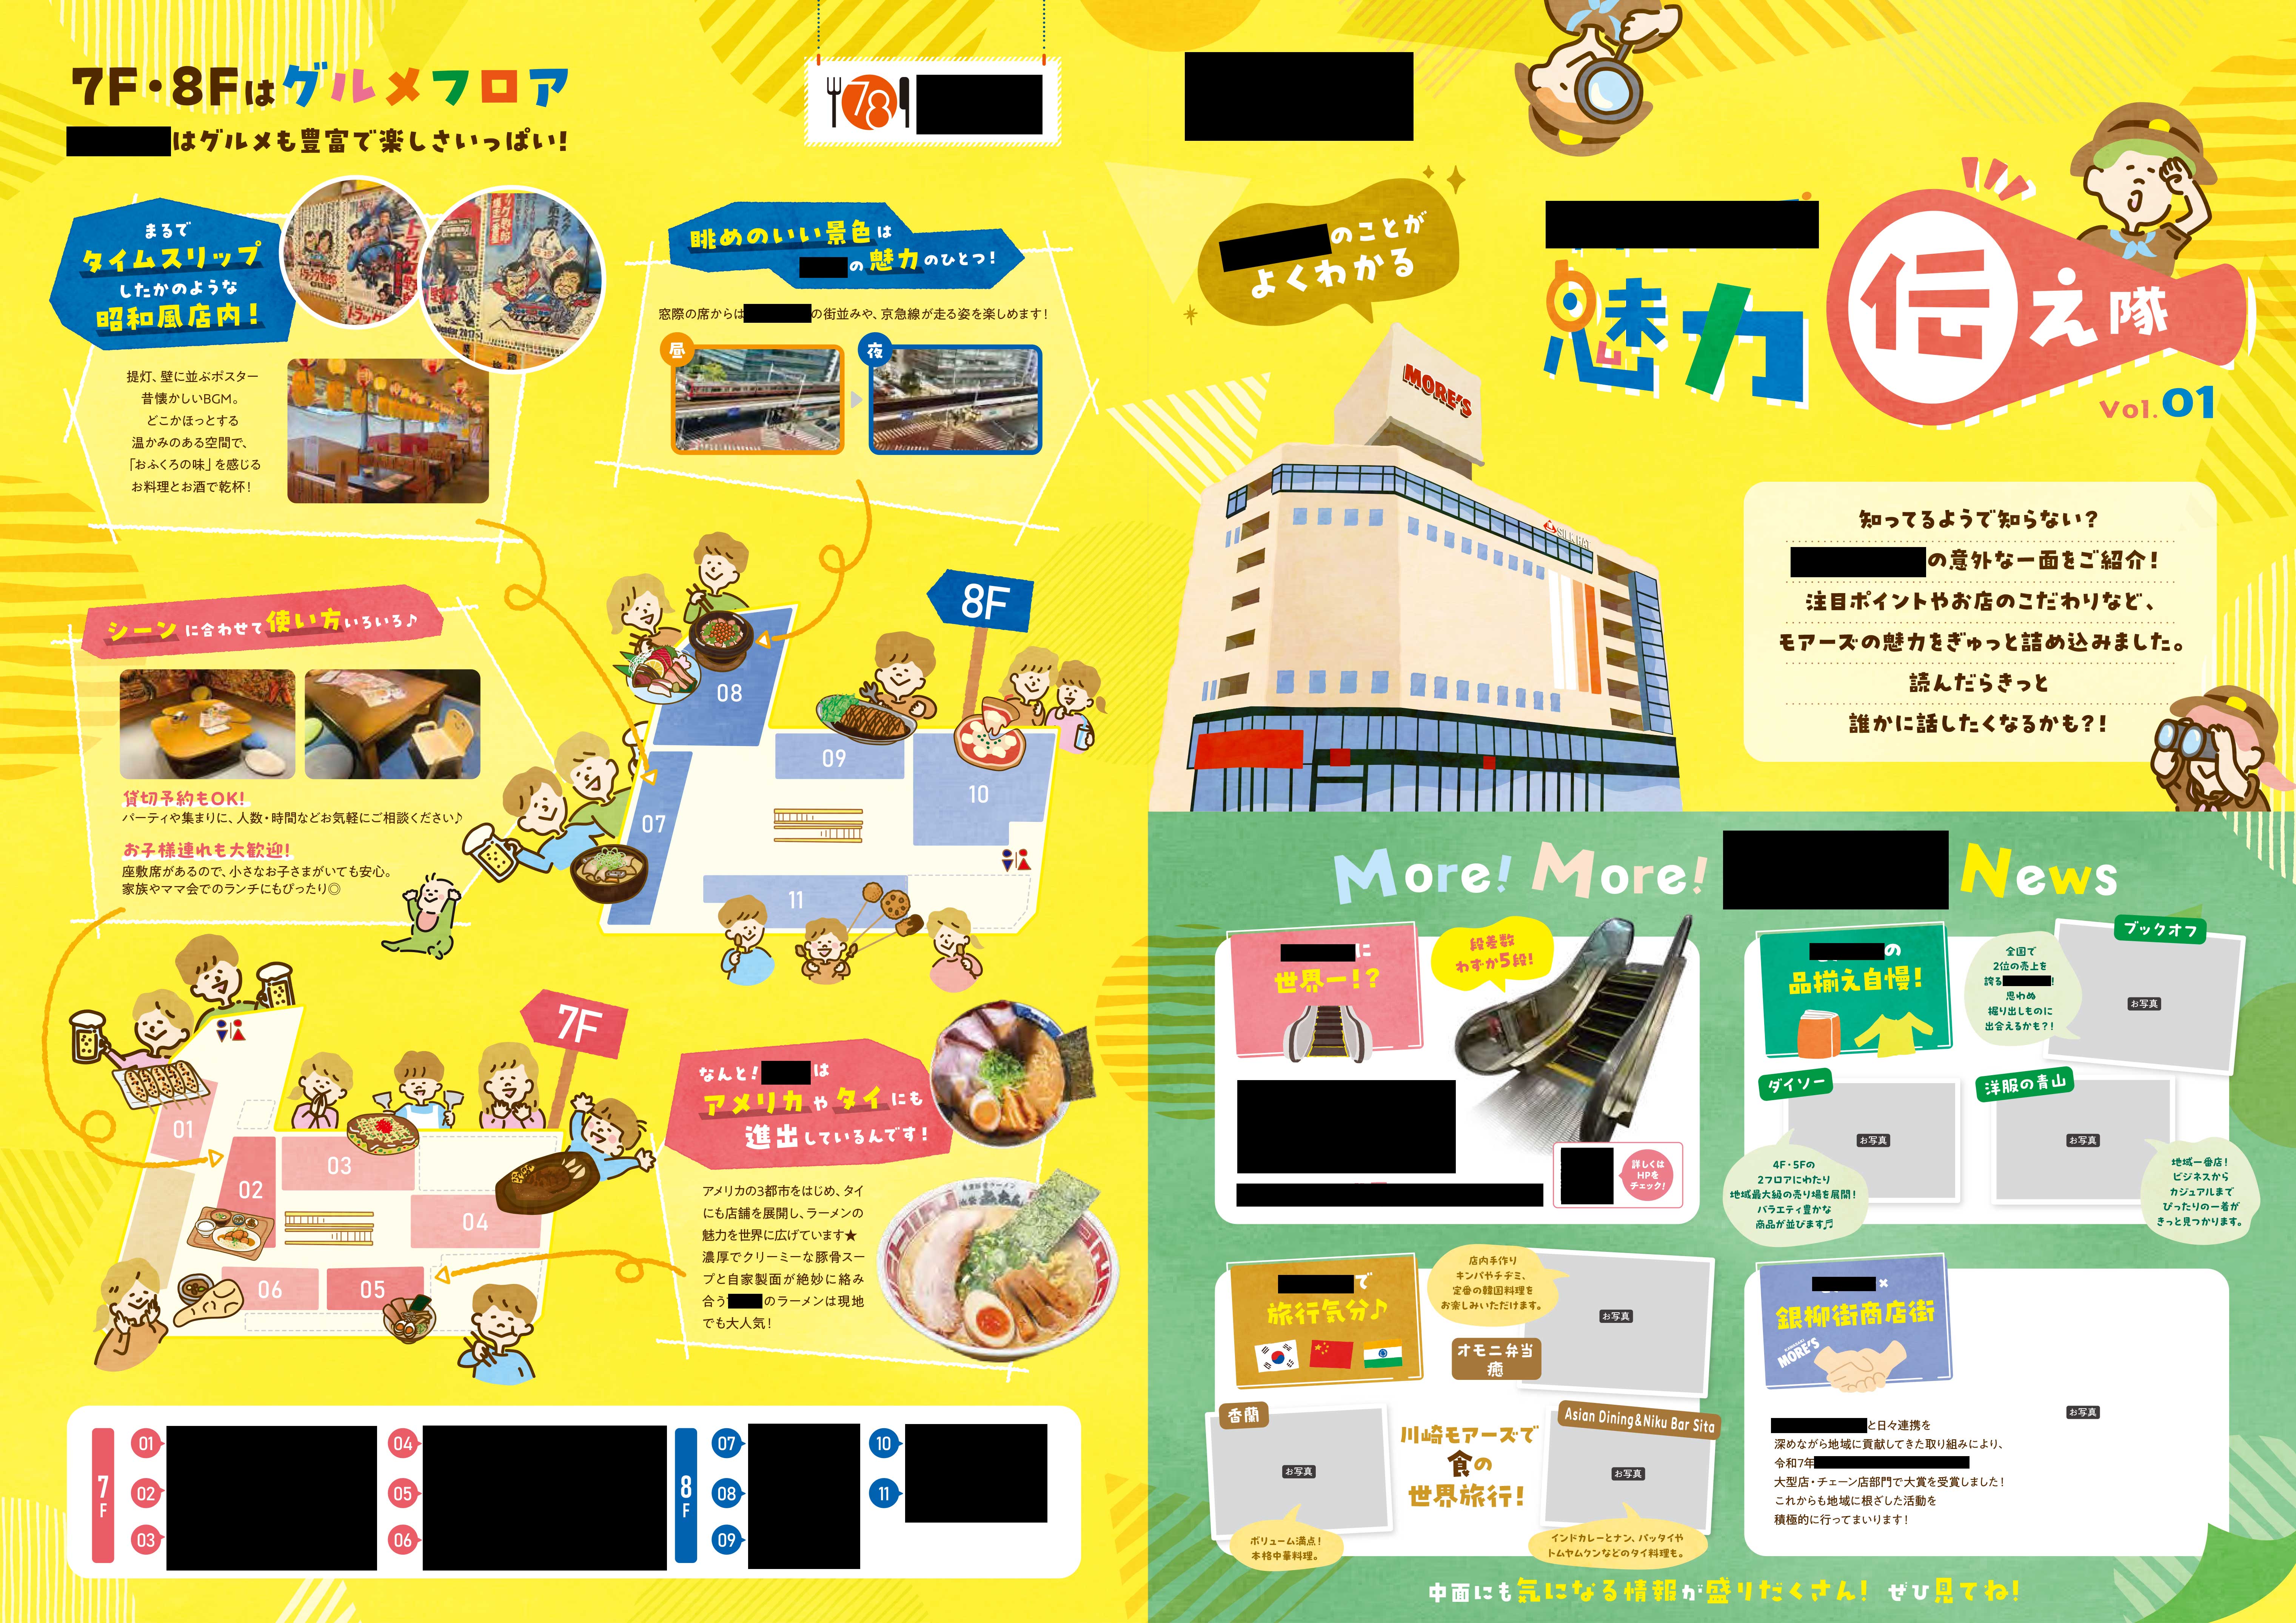 7F・8Fはグルメフロア
はグルメも豊富で楽しさいっぱい!
78
まるで
タイムスリップ
したかのような
昭和風店内!
提灯、壁に並ぶポスター
昔懐かしいBGM。
どこかほっとする
温かみのある空間で、
「おふくろの味」を感じる
お料理とお酒で乾杯!
眺めのいい景色は
の魅力のひとつ!
窓際の席からは
の街並みや、京急線が走る姿を楽しめます!
昼
夜
シーンに合わせて使い方いろいろ♪
貸切予約もOK!
パーティや集まりに、人数・時間などお気軽にご相談ください♪
お子様連れも大歓迎!
座敷席があるので、小さなお子さまがいても安心。
家族やママ会でのランチにもぴったり◎
8F
08
09
10
07
11
7F
01
02
03
04
06
05
なんと!
は
アメリカやタイにも
進出しているんです!
アメリカの3都市をはじめ、タイ
にも店舗を展開し、ラーメンの
魅力を世界に広げています★
濃厚でクリーミーな豚骨スー
プと自家製面が絶妙に絡み
合う
のラーメンは現地
でも大人気!
7F
01
02
03
04
05
06
8F
07
08
09
10
11
のことが
よくわかる
魅力
伝え隊
Vol.01
MORE'S
知ってるようで知らない?
の意外な一面をご紹介!
注目ポイントやお店のこだわりなど、
モアーズの魅力をぎゅっと詰め込みました。
読んだらきっと
誰かに話したくなるかも?!
More! More!
News
に
世界一!?
段差数
わずか5段!
詳しくは
HPを
チェック!
の
品揃え自慢!
全国で
2位の売上を
誇る
!
思わぬ
掘り出しものに
出会えるかも?!
ブックオフ
お写真
ダイソー
お写真
4F・5Fの
2フロアにわたり
地域最大級の売り場を展開!
バラエティ豊かな
商品が並びます♬
洋服の青山
お写真
地域一番店!
ビジネスから
カジュアルまで
ぴったりの一着が
きっと見つかります。
で
旅行気分♪
店内手作り
キンパやチヂミ、
定番の韓国料理を
お楽しみいただけます。
オモニ弁当
癒
お写真
香蘭
お写真
ボリューム満点!
本格中華料理。
川崎モアーズで
食の
世界旅行!
Asian Dining&Niku Bar Sita
お写真
インドカレーとナン、パッタイや
トムヤムクンなどのタイ料理も。
×
銀柳街商店街
MORE'S
お写真
と日々連携を
深めながら地域に貢献してきた取り組みにより、
令和7年
大型店・チェーン店部門で大賞を受賞しました!
これからも地域に根ざした活動を
積極的に行ってまいります!
中面にも気になる情報が盛りだくさん! ぜひ見てね!